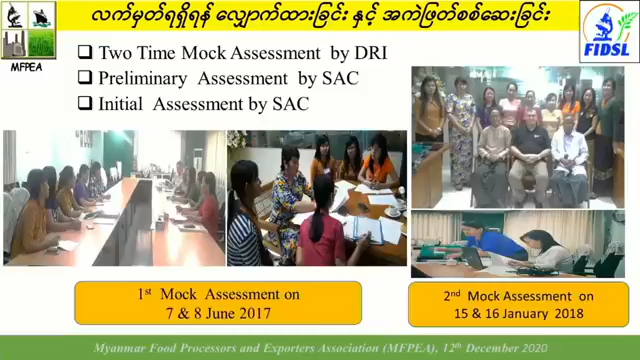 လက်မှတ်ရရှိရန် လျှောက်ထားခြင်း နှင့် အကဲဖြတ်စစ်ဆေးခြင်း
MFPEA
FIDSL
Two Time Mock Assessment by DRI
Preliminary Assessment by SAC
Initial Assessment by SAC
1st Mock Assessment on
7 & 8 June 2017
2nd Mock Assessment on
15 & 16 January 2018
Myanmar Food Processors and Exporters Association (MFPEA), 12th December 2020